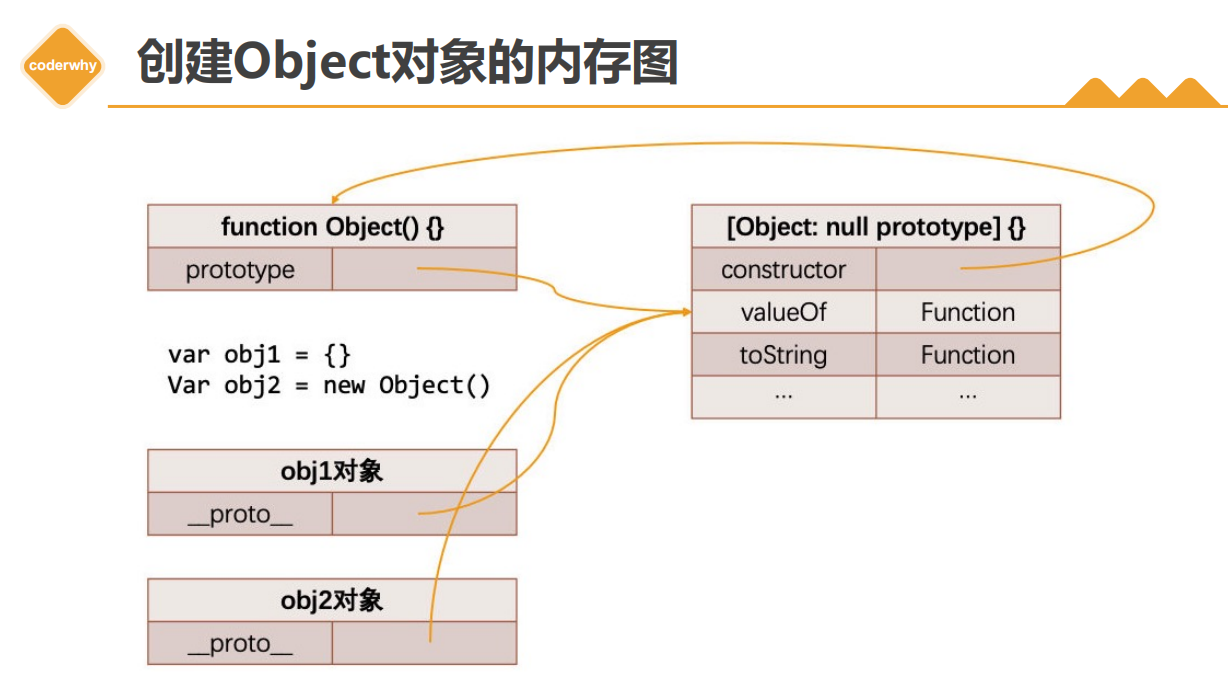 coderwhy
创建Object对象的内存图
function Object() {}
prototype
[Object: null prototype] {}
constructor
valueOf Function
toString Function
... ...
var obj1 = {}
Var obj2 = new Object()
obj1对象
__proto__
obj2对象
__proto__